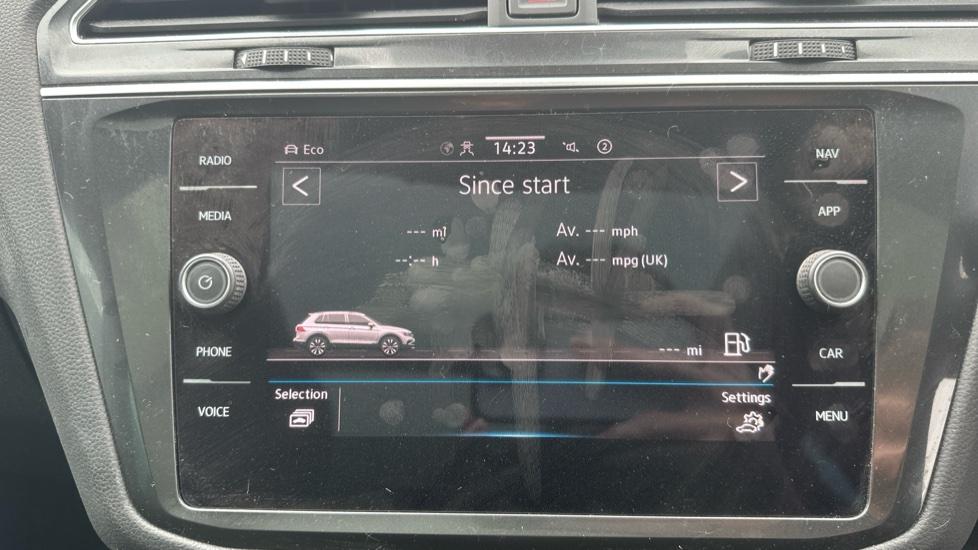 RADIO
MEDIA
PHONE
VOICE
Eco
14:23
2
Since start
--- mi
Av. --- mph
--:-- h
Av. --- mpg (UK)
--- mi
Selection
Settings
NAV
APP
CAR
MENU